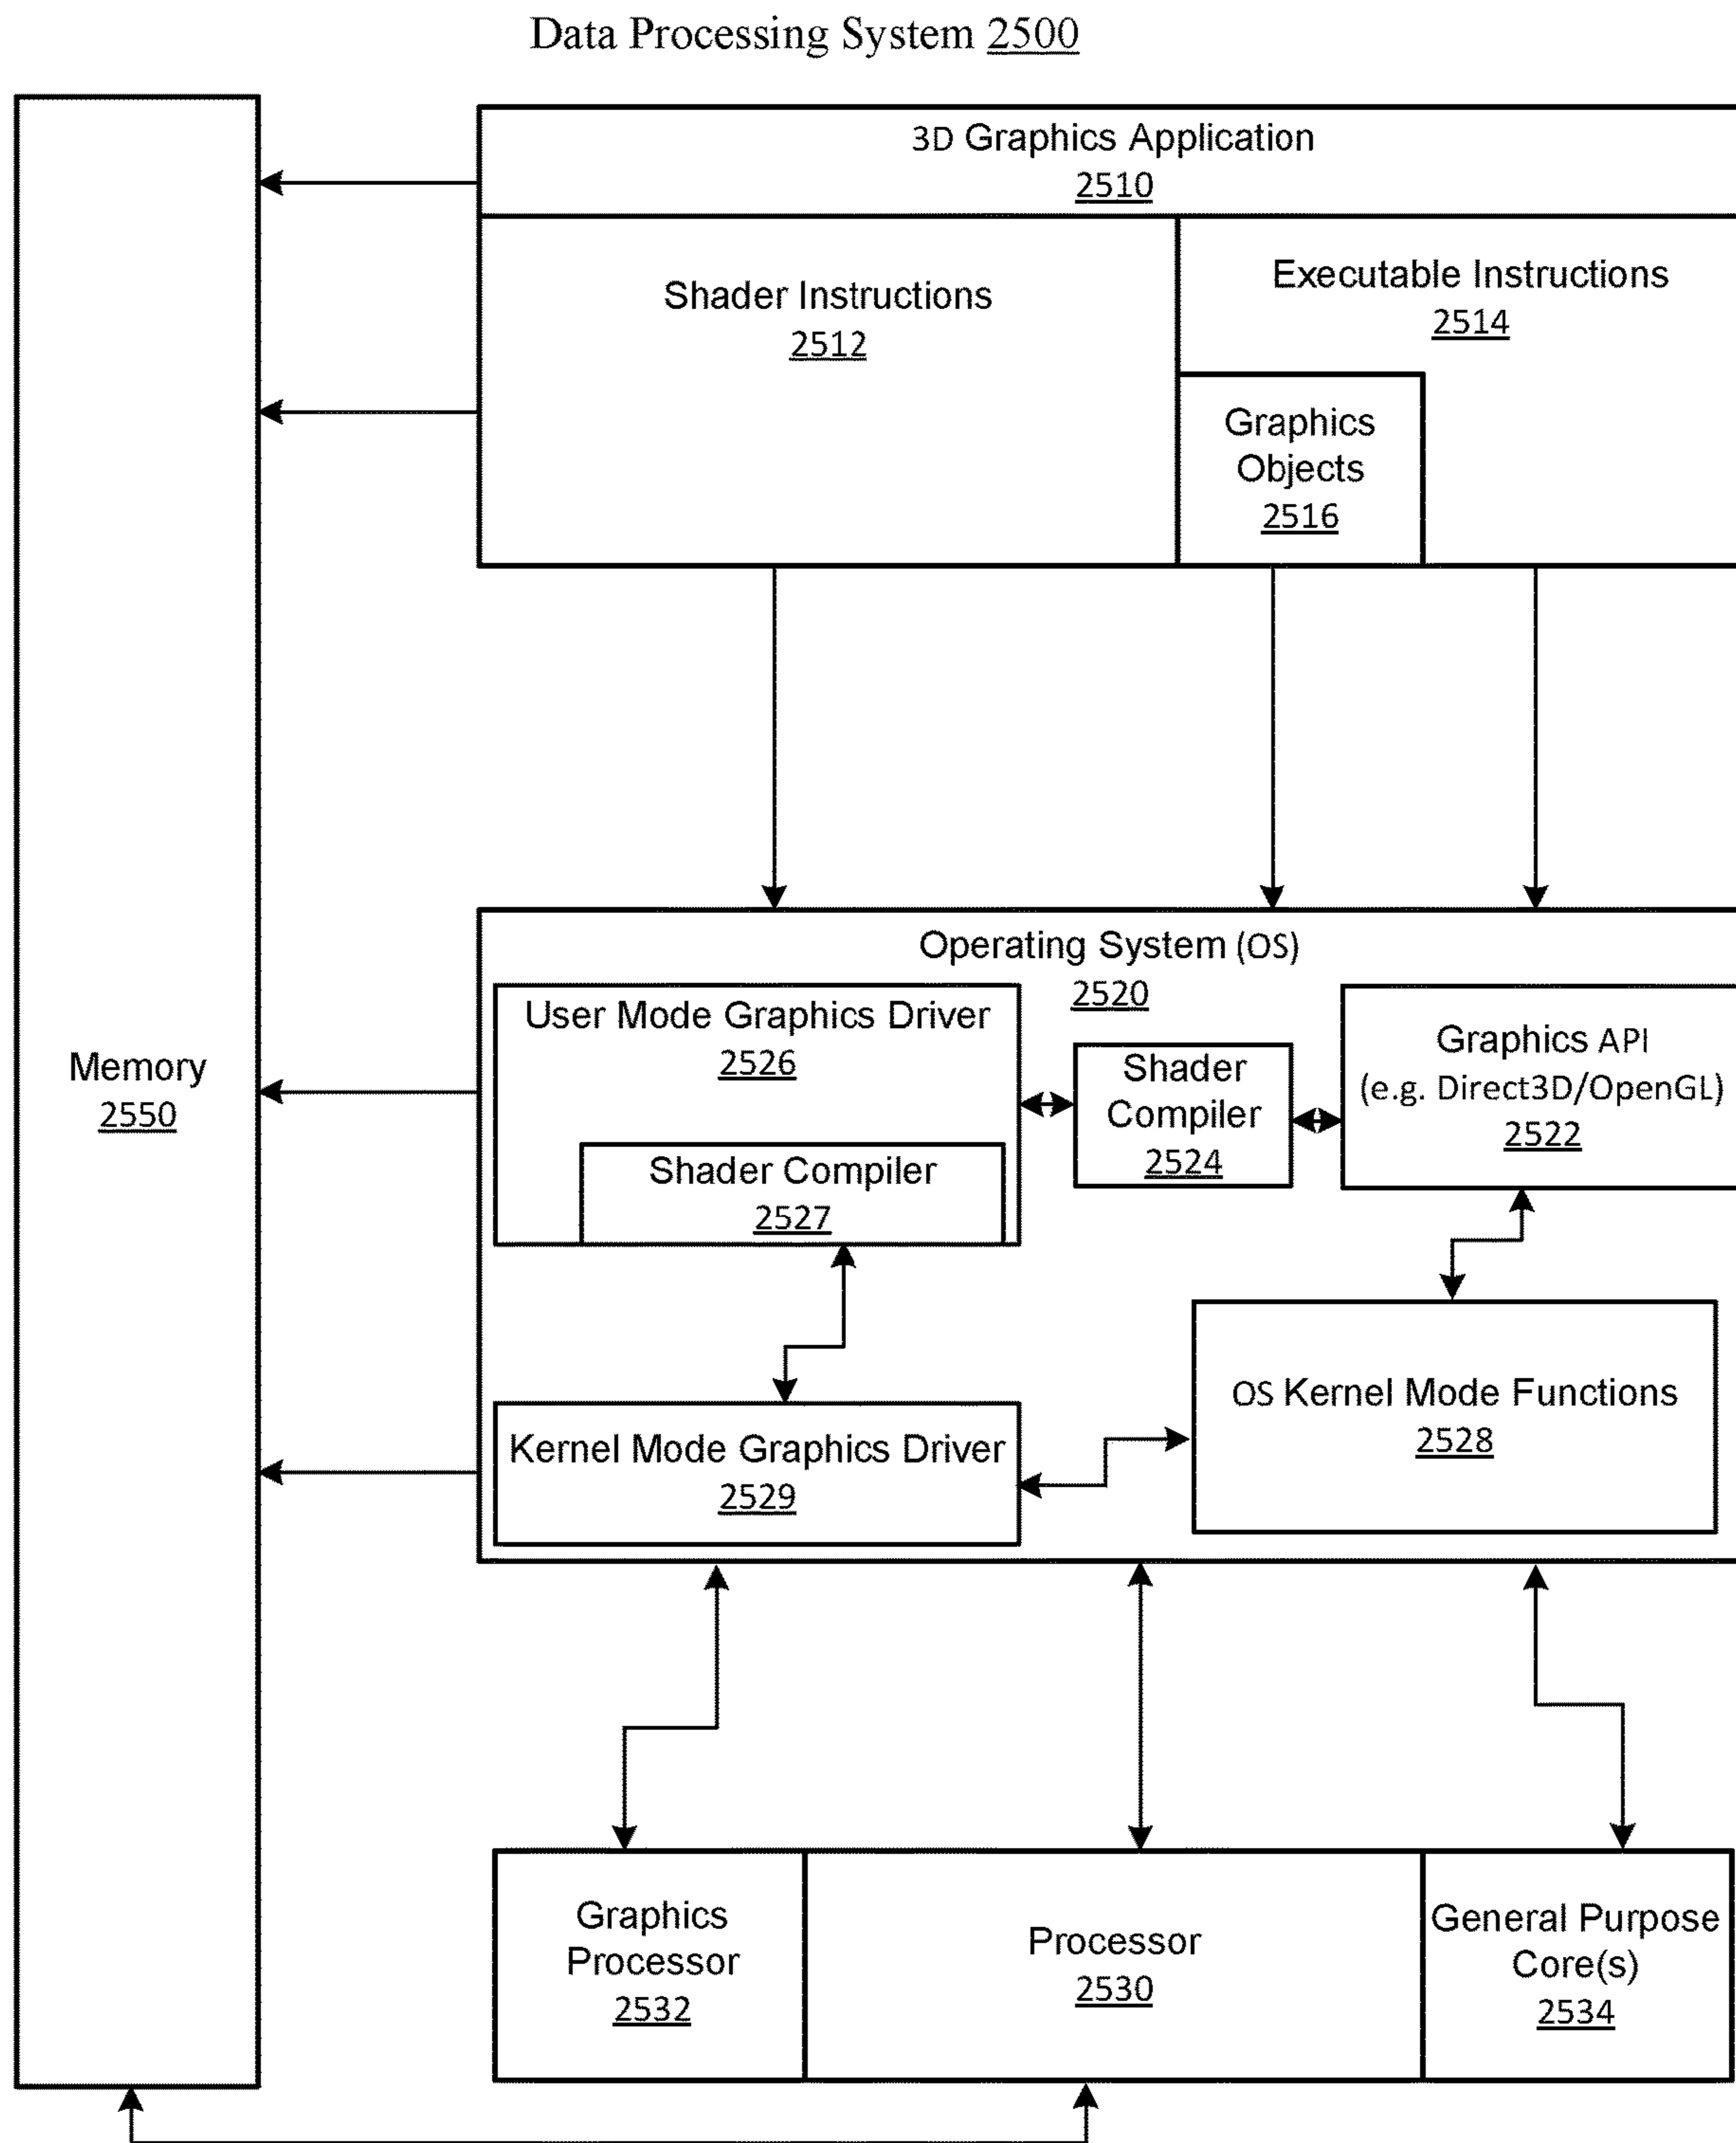 Data Processing System 2500
3D Graphics Application
2510
Shader Instructions
2512
Executable Instructions
2514
Graphics
Objects
2516
Memory
2550
Operating System (OS)
2520
User Mode Graphics Driver
2526
Shader Compiler
2527
Shader
Compiler
2524
Graphics API
(e.g. Direct3D/OpenGL)
2522
Kernel Mode Graphics Driver
2529
OS Kernel Mode Functions
2528
Graphics
Processor
2532
Processor
2530
General Purpose
Core(s)
2534